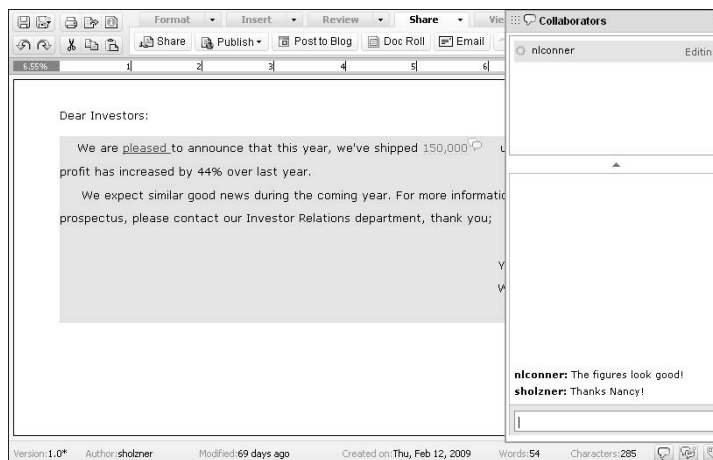 Format Insert Review Share Vie
Collaborators
Share Publish Post to Blog Doc Roll Email
nlconner Editin
6.55% 1 2 3 4 5 6
Dear Investors:
We are pleased to announce that this year, we've shipped 150,000 u
profit has increased by 44% over last year.
We expect similar good news during the coming year. For more informatio
prospectus, please contact our Investor Relations department, thank you;
Y
W
nlconner: The figures look good!
sholzner: Thanks Nancy!
Version:1.0* Author:sholzner Modified:69 days ago Created on:Thu, Feb 12, 2009 Words:54 Characters:285